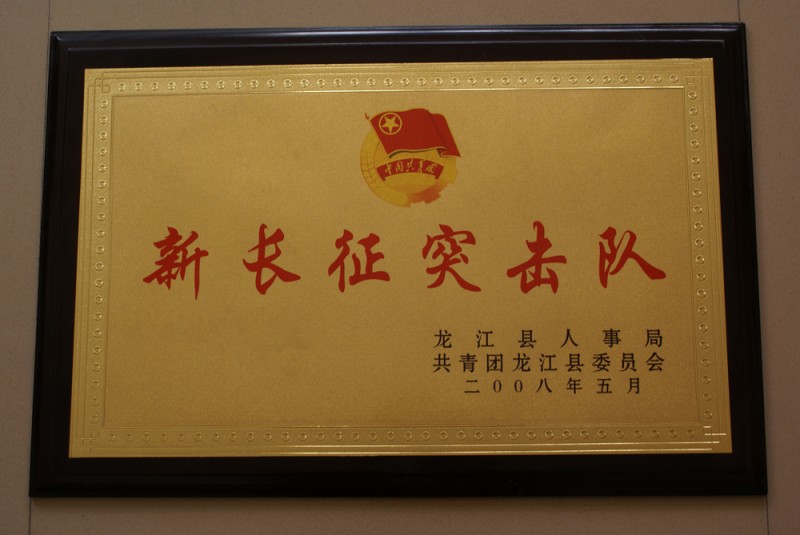 中国共青团
新长征突击队
龙江县人事局
共青团龙江县委员会
二00八年五月